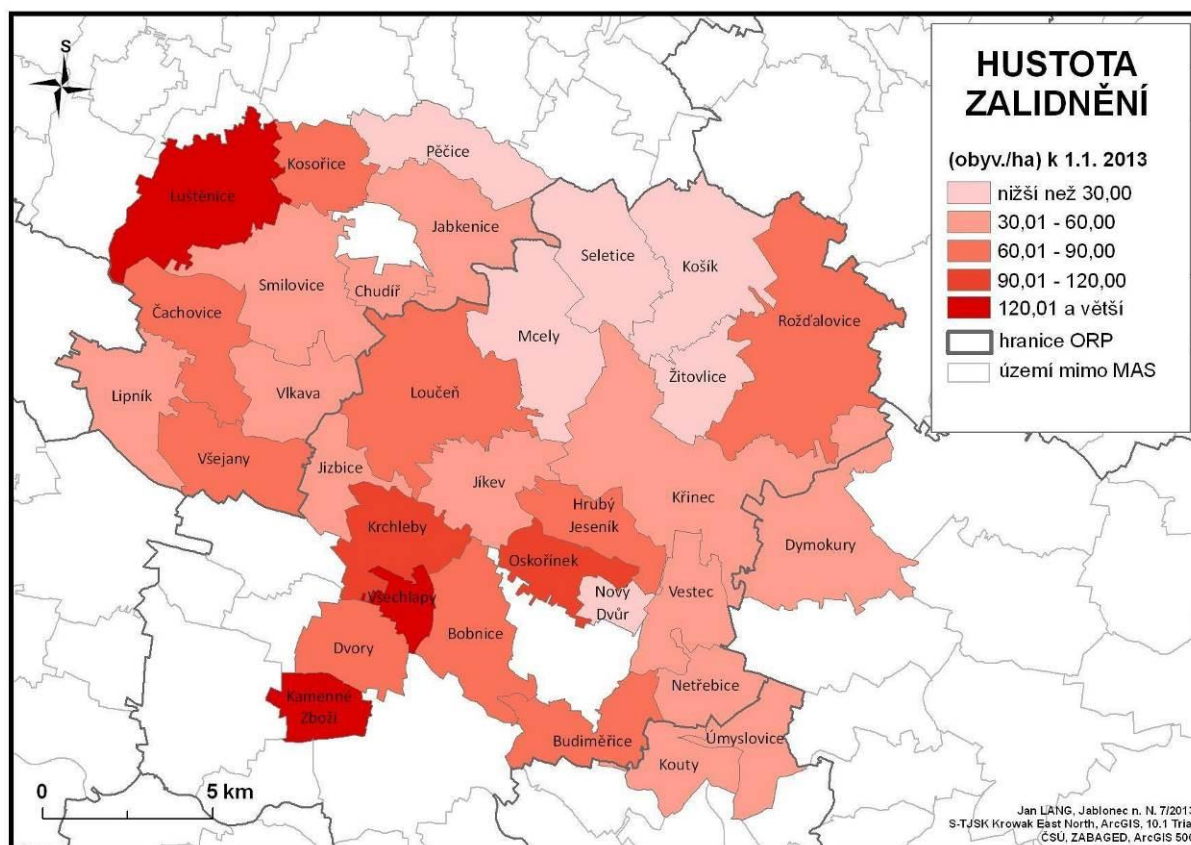 HUSTOTA
ZALIDNĚNÍ
(obyv./ha) k 1.1. 2013
nižší než 30,00
30,01 - 60,00
60,01 - 90,00
90,01 - 120,00
120,01 a větší
hranice ORP
území mimo MAS
S
Pěčice
Kosořice
Luštěnice
Jabkenice
Seletice
Košík
Smilovice
Chudíř
Čachovice
Rožďalovice
Mcely
Žitovlice
Lipník
Vlkava
Loučeň
Všejany
Jizbice
Jíkev
Křinec
Hrubý
Jeseník
Krchleby
Dymokury
Oskořínek
Nový
Dvůr
Vestec
Všechlapy
Bobnice
Dvory
Netřebice
Kamenné
Zboží
Budiměřice
Úmyslovice
Kouty
0 5 km
Jan LANG, Jablonec n. N. 7/2013
S-TJSK Krowak East North, ArcGIS, 10.1 Trial
ČSÚ, ZABAGED, ArcGIS 500